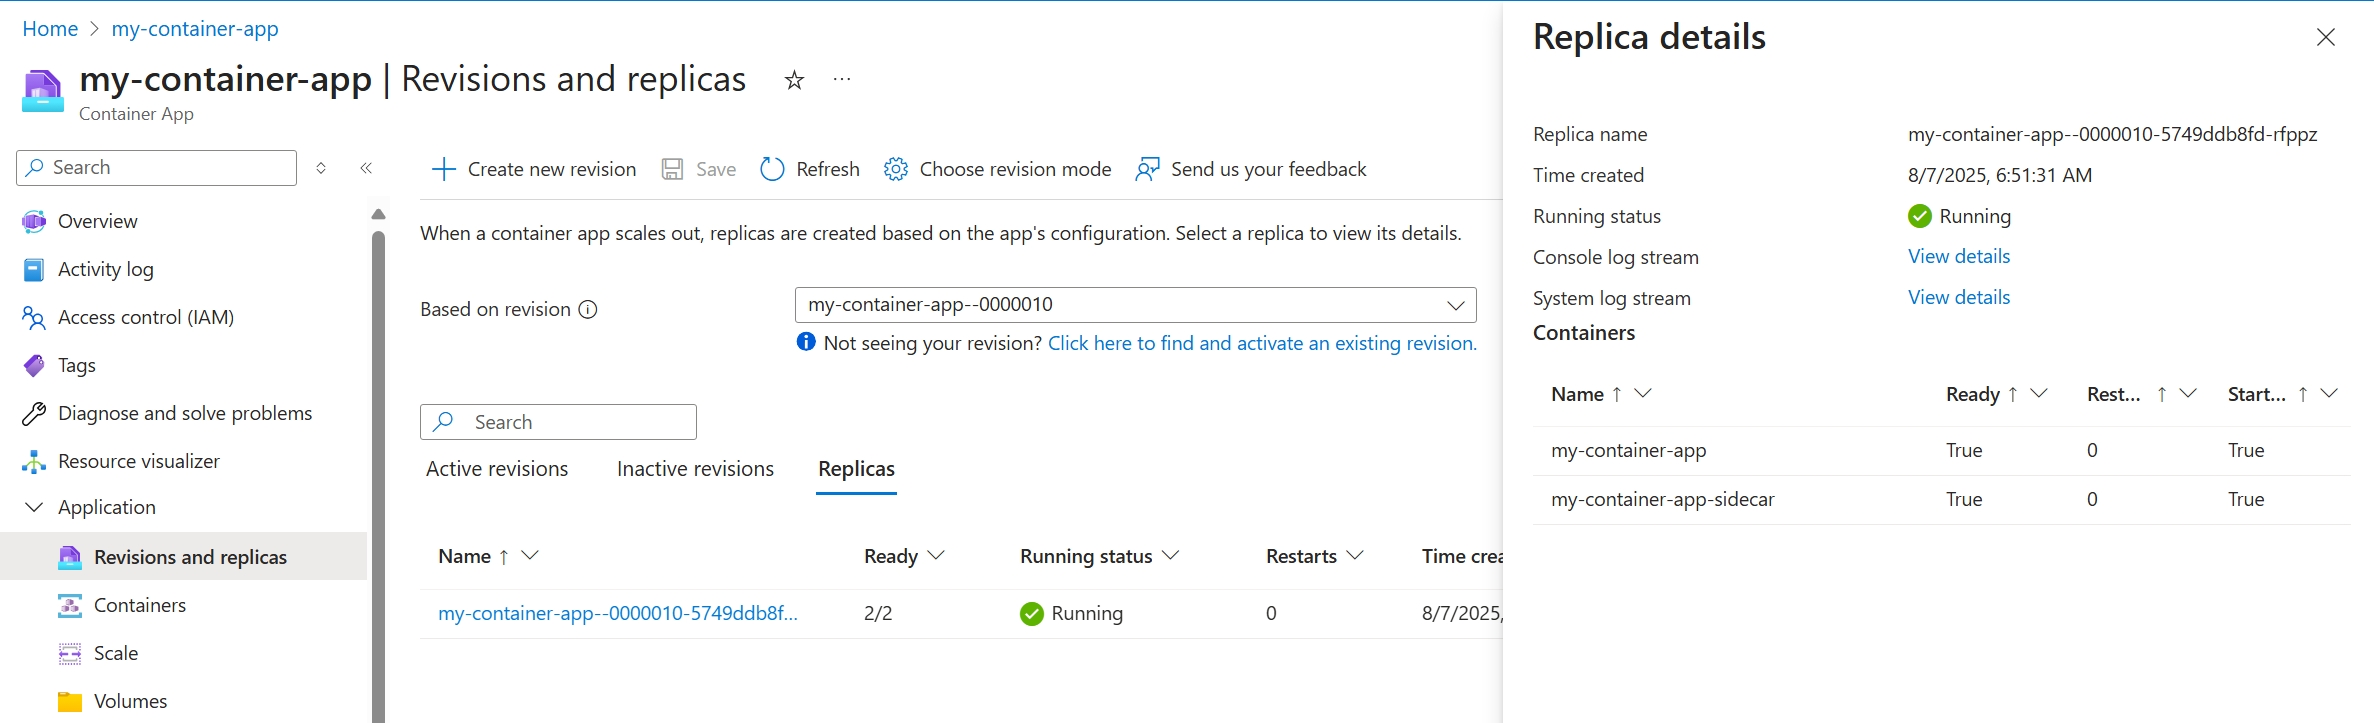 Home > my-container-app
my-container-app | Revisions and replicas
Container App
Search
Overview
Activity log
Access control (IAM)
Tags
Diagnose and solve problems
Resource visualizer
Application
Revisions and replicas
Containers
Scale
Volumes
Create new revision Save Refresh Choose revision mode Send us your feedback
When a container app scales out, replicas are created based on the app's configuration. Select a replica to view its details.
Based on revision my-container-app--0000010
Not seeing your revision? Click here to find and activate an existing revision.
Search
Active revisions Inactive revisions Replicas
Name ↑ Ready Running status Restarts Time crea
my-container-app--0000010-5749ddb8f... 2/2 Running 0 8/7/2025,
Replica details
Replica name my-container-app--0000010-5749ddb8fd-rfppz
Time created 8/7/2025, 6:51:31 AM
Running status Running
Console log stream View details
System log stream View details
Containers
Name ↑ Ready ↑ Rest... ↑ Start... ↑
my-container-app True 0 True
my-container-app-sidecar True 0 True